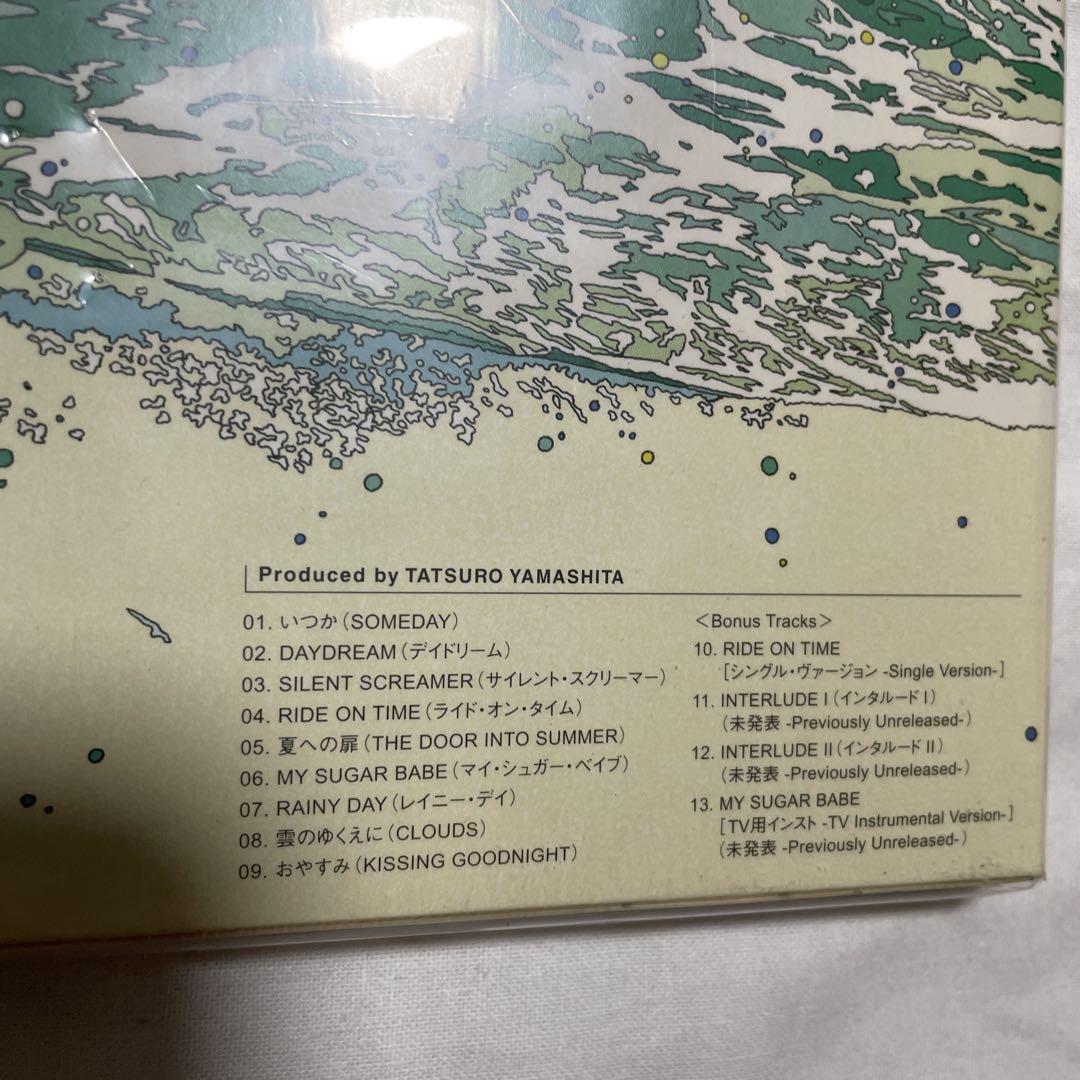 Produced by TATSURO YAMASHITA
01. いつか（SOMEDAY）
02. DAYDREAM（デイドリーム）
03. SILENT SCREAMER（サイレント・スクリーマー）
04. RIDE ON TIME（ライド・オン・タイム）
05. 夏への扉（THE DOOR INTO SUMMER）
06. MY SUGAR BABE（マイ・シュガー・ベイブ）
07. RAINY DAY（レイニー・デイ）
08. 雲のゆくえに（CLOUDS）
09. おやすみ（KISSING GOODNIGHT）
＜Bonus Tracks＞
10. RIDE ON TIME
［シングル・ヴァージョン -Single Version-］
11. INTERLUDE I（インタルード I）
（未発表 -Previously Unreleased-）
12. INTERLUDE II（インタルード II）
（未発表 -Previously Unreleased-）
13. MY SUGAR BABE
［TV用インスト -TV Instrumental Version-］
（未発表 -Previously Unreleased-）